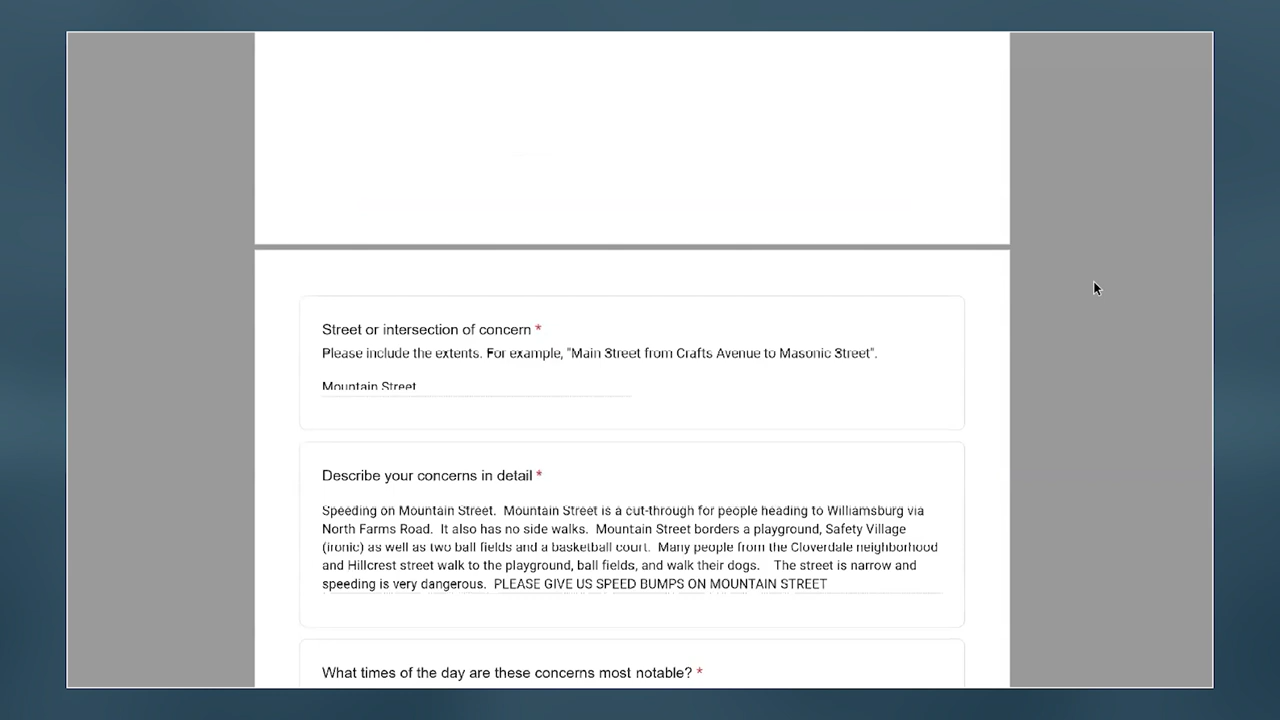 Street or intersection of concern *
Please include the extents. For example, "Main Street from Crafts Avenue to Masonic Street".
Mountain Street
Describe your concerns in detail *
Speeding on Mountain Street.  Mountain Street is a cut-through for people heading to Williamsburg via
North Farms Road.  It also has no side walks.  Mountain Street borders a playground, Safety Village
(ironic) as well as two ball fields and a basketball court.  Many people from the Cloverdale neighborhood
and Hillcrest street walk to the playground, ball fields, and walk their dogs.    The street is narrow and
speeding is very dangerous.  PLEASE GIVE US SPEED BUMPS ON MOUNTAIN STREET
What times of the day are these concerns most notable? *